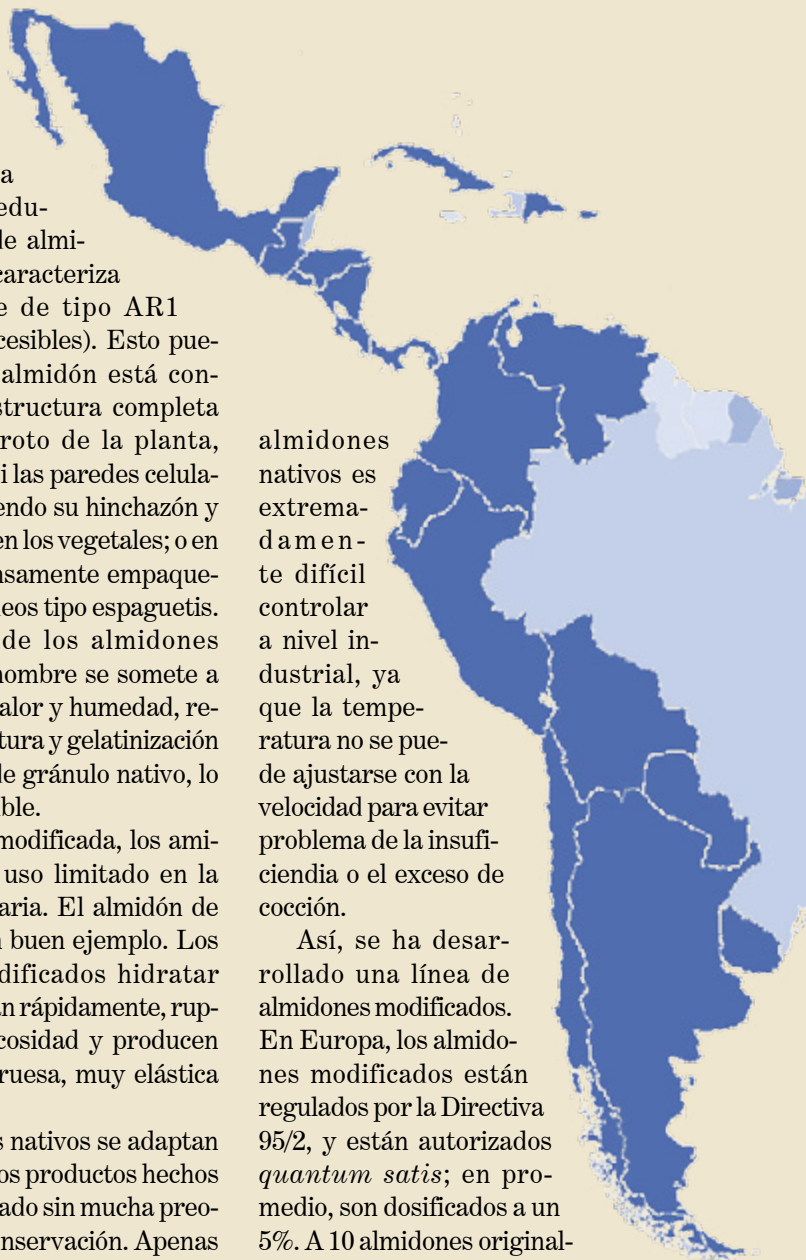 a
edu-
le almi-
caracteriza
e de tipo AR1
cesibles). Esto pue-
almidón está con-
structura completa
roto de la planta,
i las paredes celula-
endo su hinchazón y
en los vegetales; o en
nsamente empaque-
eos tipo espaguetis.
de los almidones
nombre se somete a
alor y humedad, re-
tura y gelatinización
le gránulo nativo, lo
ble.
modificada, los ami-
uso limitado en la
aria. El almidón de
n buen ejemplo. Los
dificados hidratar
an rápidamente, rup-
cosidad y producen
ruesa, muy elástica
s nativos se adaptan
os productos hechos
ado sin mucha preo-
nservación. Apenas
almidones
nativos es
extrema-
damen-
te difícil
controlar
a nivel in-
dustrial, ya
que la tempe-
ratura no se pue-
de ajustarse con la
velocidad para evitar
problema de la insufi-
ciendia o el exceso de
cocción.
Así, se ha desar-
rollado una línea de
almidones modificados.
En Europa, los almido-
nes modificados están
regulados por la Directiva
95/2, y están autorizados
quantum satis; en pro-
medio, son dosificados a un
5%. A 10 almidones original-